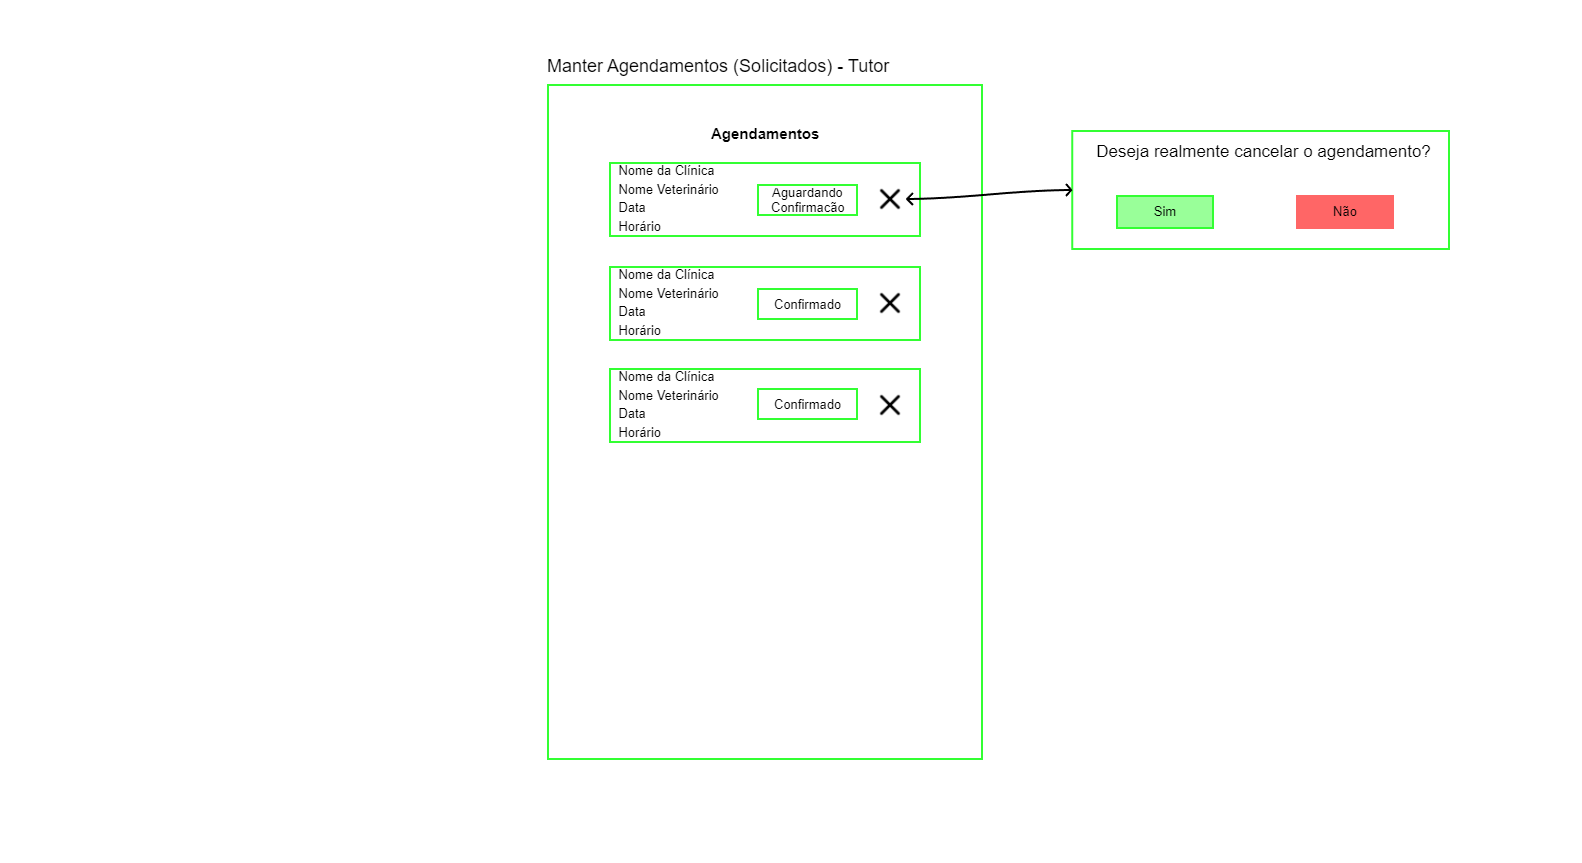 Manter Agendamentos (Solicitados) - Tutor
Agendamentos
Nome da Clínica
Nome Veterinário
Data
Horário
Aguardando
Confirmacão
Nome da Clínica
Nome Veterinário
Data
Horário
Confirmado
Nome da Clínica
Nome Veterinário
Data
Horário
Confirmado
Deseja realmente cancelar o agendamento?
Sim
Não